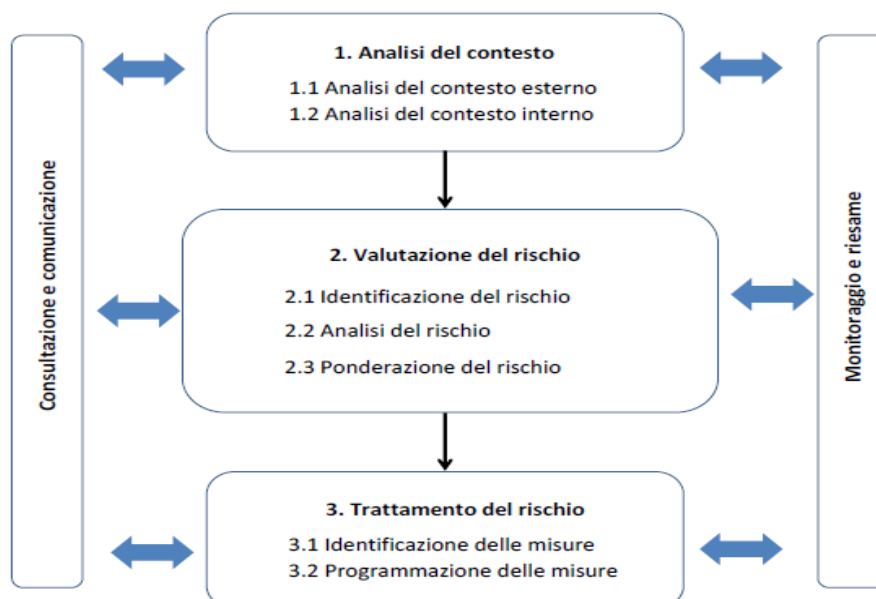 Consultazione e comunicazione
1. Analisi del contesto
1.1 Analisi del contesto esterno
1.2 Analisi del contesto interno
2. Valutazione del rischio
2.1 Identificazione del rischio
2.2 Analisi del rischio
2.3 Ponderazione del rischio
3. Trattamento del rischio
3.1 Identificazione delle misure
3.2 Programmazione delle misure
Monitoraggio e riesame